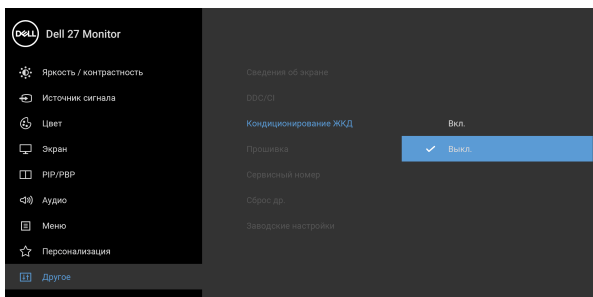 DELL
Dell 27 Monitor
Яркость / контрастность
Источник сигнала
Цвет
Экран
PIP/PBP
Аудио
Меню
Персонализация
Другое
Сведения об экране
DDC/CI
Кондиционирование ЖКД
Прошивка
Сервисный номер
Сброс др.
Заводские настройки
Вкл.
Выкл.